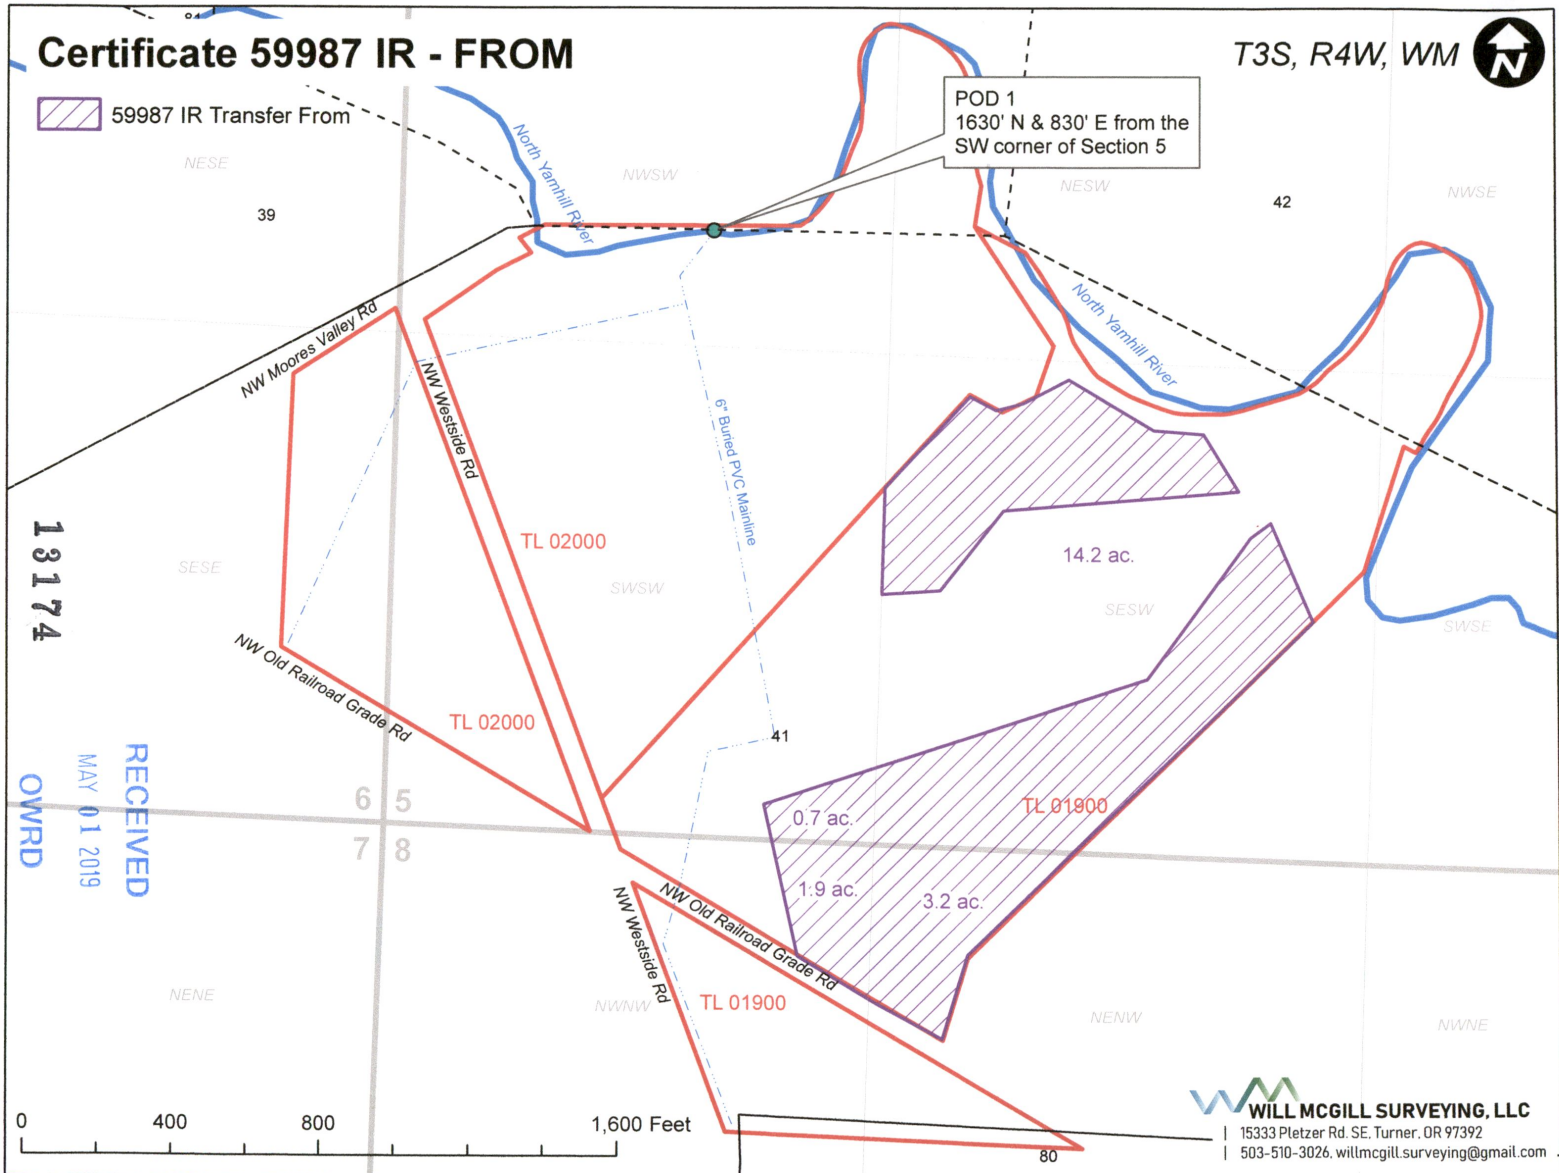 84
Certificate 59987 IR - FROM
T3S, R4W, WM
N
59987 IR Transfer From
POD 1
1630' N & 830' E from the
SW corner of Section 5
NESE
NWSW
NESW
NWSE
39
42
North Yamhill River
North Yamhill River
NW Moores Valley Rd
NW Westside Rd
6" Buried PVC Mainline
13174
TL 02000
14.2 ac.
SESE
SWSW
SESW
SWSE
NW Old Railroad Grade Rd
TL 02000
41
RECEIVED
MAY 01 2019
OWRD
6 5
7 8
0.7 ac.
TL 01900
1.9 ac.
3.2 ac.
NW Old Railroad Grade Rd
NW Westside Rd
TL 01900
NENE
NWNW
NENW
NWNE
0 400 800 1,600 Feet
80
WILL MCGILL SURVEYING, LLC
15333 Pletzer Rd. SE, Turner, OR 97392
503-510-3026, willmcgill.surveying@gmail.com